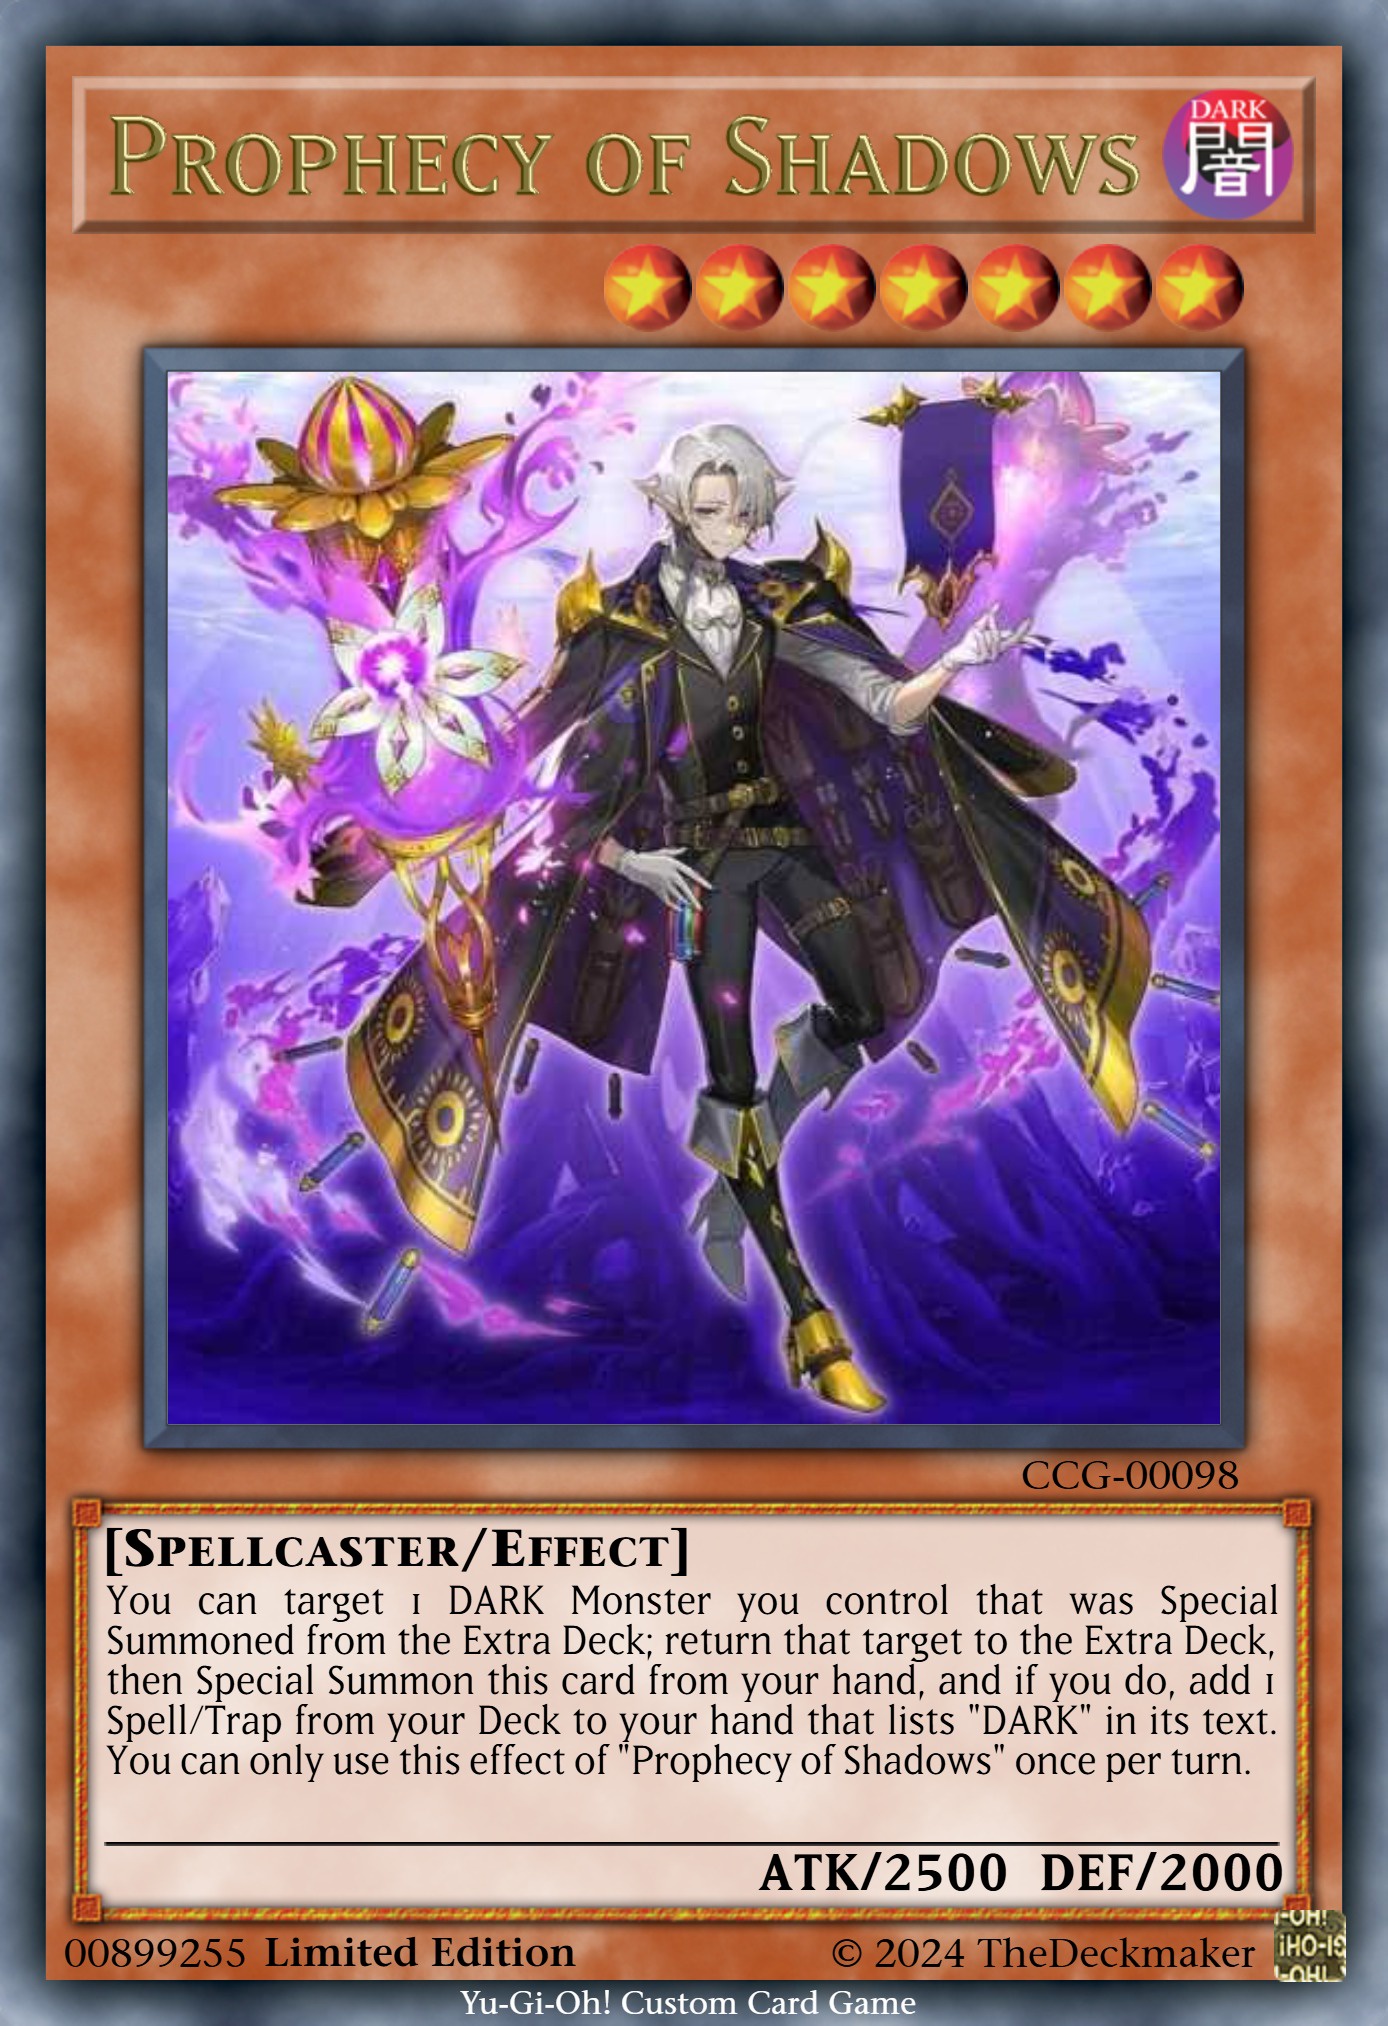 PROPHECY OF SHADOWS
DARK
闇
CCG-00098
[SPELLCASTER/EFFECT]
You can target 1 DARK Monster you control that was Special
Summoned from the Extra Deck; return that target to the Extra Deck,
then Special Summon this card from your hand, and if you do, add 1
Spell/Trap from your Deck to your hand that lists "DARK" in its text.
You can only use this effect of "Prophecy of Shadows" once per turn.
ATK/2500 DEF/2000
00899255 Limited Edition
© 2024 TheDeckmaker
Yu-Gi-Oh! Custom Card Game